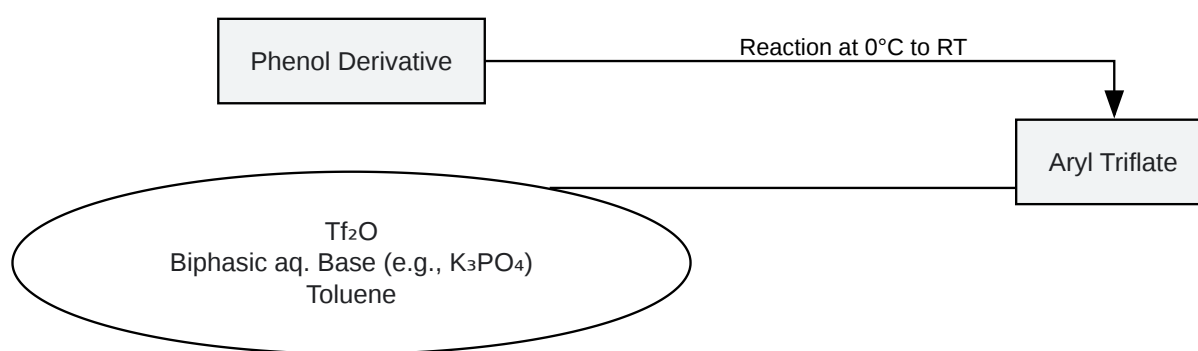 Phenol Derivative
Reaction at 0°C to RT
Aryl Triflate
Tf₂O
Biphasic aq. Base (e.g., K₃PO₄)
Toluene